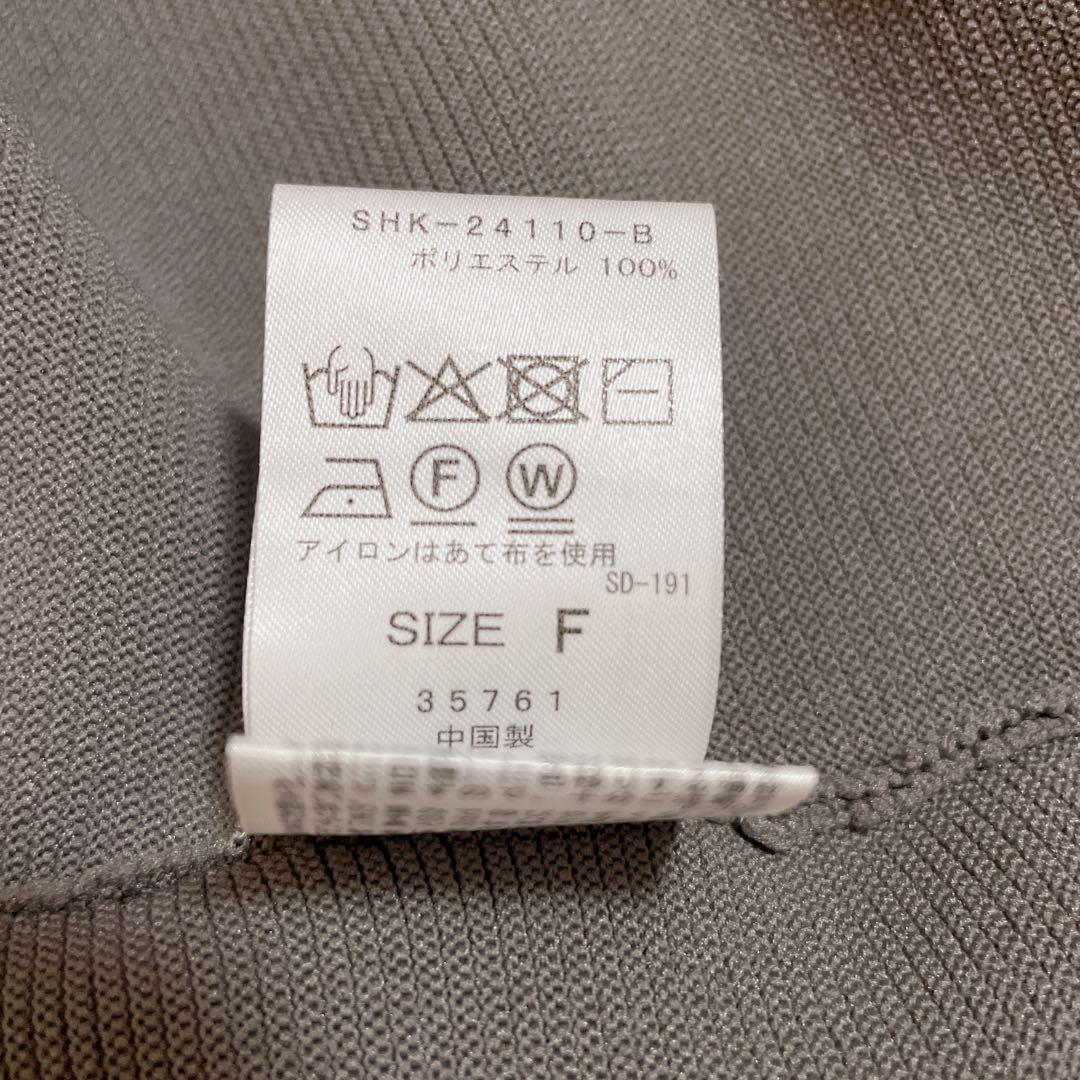 SHK-24110-B
ポリエステル 100%
F W
アイロンはあて布を使用
SD-191
SIZE F
35761
中国製